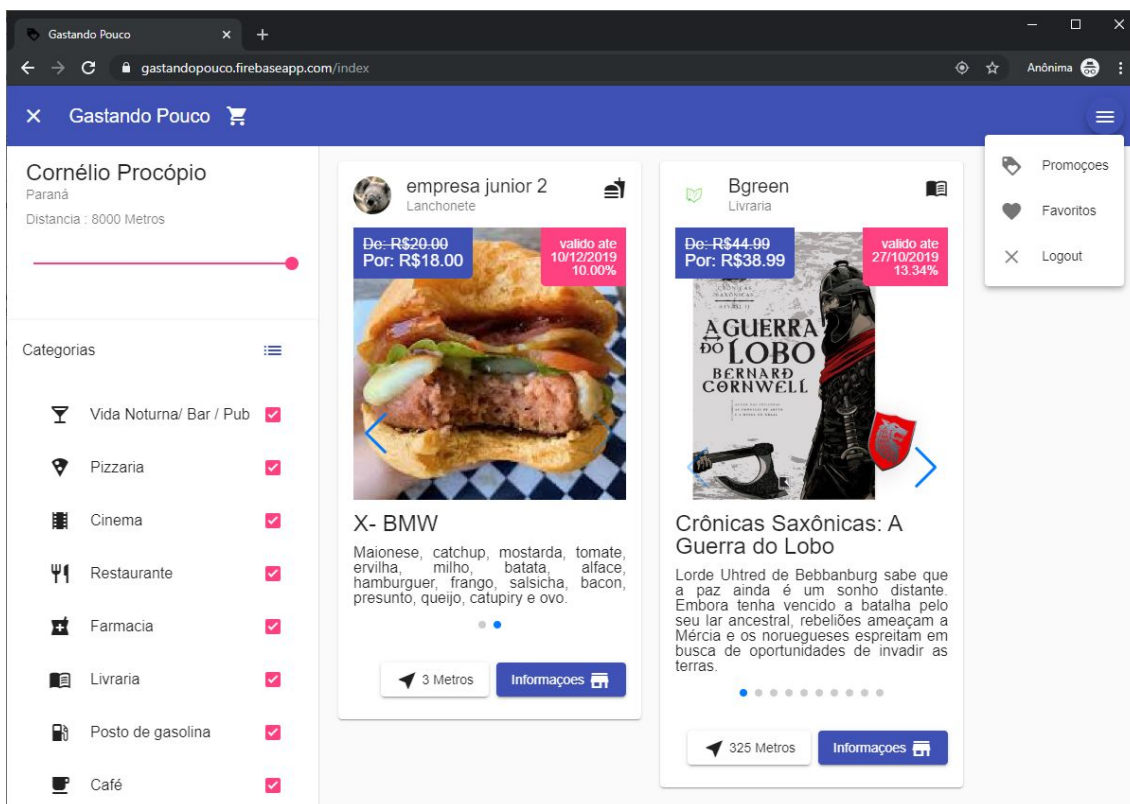 Gastando Pouco
gastandopouco.firebaseapp.com/index
Anônima
Gastando Pouco
Promoçoes
Favoritos
Logout
Cornélio Procópio
Paraná
Distancia : 8000 Metros
Categorias
Vida Noturna/ Bar / Pub
Pizzaria
Cinema
Restaurante
Farmacia
Livraria
Posto de gasolina
Café
empresa junior 2
Lanchonete
De: R$20.00
Por: R$18.00
valido ate
10/12/2019
10.00%
X- BMW
Maionese, catchup, mostarda, tomate,
ervilha, milho, batata, alface,
hamburguer, frango, salsicha, bacon,
presunto, queijo, catupiry e ovo.
3 Metros
Informaçoes
Bgreen
Livraria
De: R$44.99
Por: R$38.99
valido ate
27/10/2019
13.34%
A GUERRA
DO LOBO
BERNARD
CORNWELL
Crônicas Saxônicas: A
Guerra do Lobo
Lorde Uhtred de Bebbanburg sabe que
a paz ainda é um sonho distante.
Embora tenha vencido a batalha pelo
seu lar ancestral, rebeliões ameaçam a
Mércia e os noruegueses espreitam em
busca de oportunidades de invadir as
terras.
325 Metros
Informaçoes